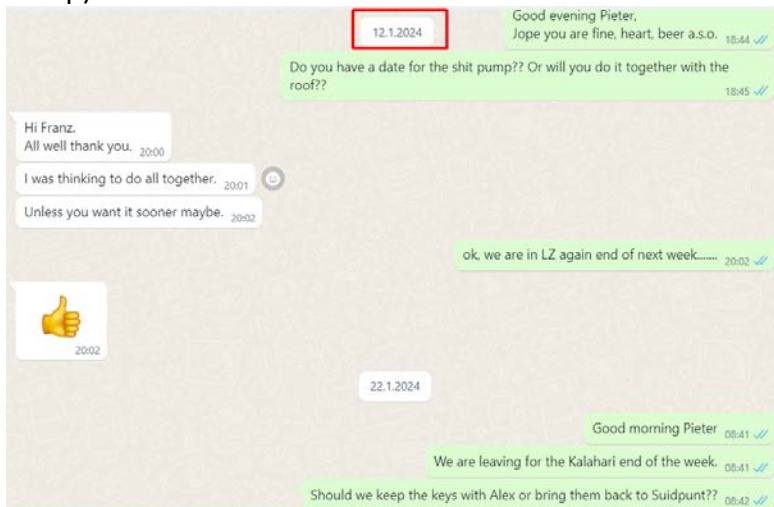 12.1.2024
Good evening Pieter,
Jope you are fine, heart, beer a.s.o. 18:44
Do you have a date for the shit pump?? Or will you do it together with the
roof??
18:45
Hi Franz.
All well thank you. 20:00
I was thinking to do all together. 20:01
Unless you want it sooner maybe. 20:02
ok, we are in LZ again end of next week....... 20:02
20:02
22.1.2024
Good morning Pieter 08:41
We are leaving for the Kalahari end of the week. 08:41
Should we keep the keys with Alex or bring them back to Suidpunt?? 08:42